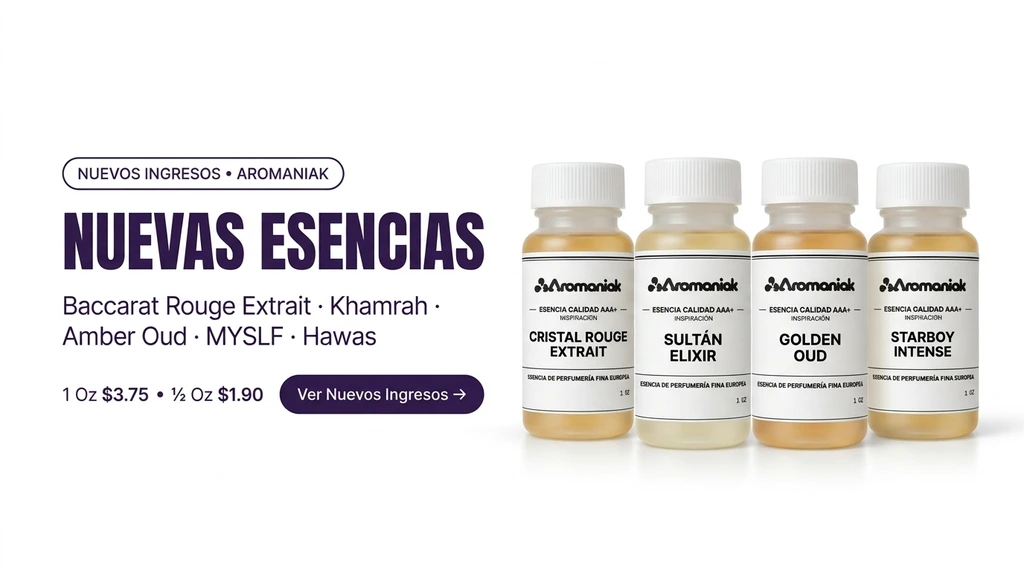 NUEVOS INGRESOS • AROMANIAK
NUEVAS ESENCIAS
Baccarat Rouge Extrait · Khamrah ·
Amber Oud · MYSLF · Hawas
1 Oz $3.75 • ½ Oz $1.90
Ver Nuevos Ingresos →
Aromaniak
ESENCIA CALIDAD AAA+
INSPIRACIÓN
CRISTAL ROUGE
EXTRAIT
ESENCIA DE PERFUMERÍA FINA EUROPEA
1 OZ
Aromaniak
ESENCIA CALIDAD AAA+
INSPIRACIÓN
SULTÁN
ELIXIR
ESENCIA DE PERFUMERÍA FINA EUROPEA
1 OZ
Aromaniak
ESENCIA CALIDAD AAA+
INSPIRACIÓN
GOLDEN
OUD
ESENCIA DE PERFUMERÍA FINA EUROPEA
1 OZ
Aromaniak
ESENCIA CALIDAD AAA+
INSPIRACIÓN
STARBOY
INTENSE
ESENCIA DE PERFUMERÍA FINA EUROPEA
1 OZ